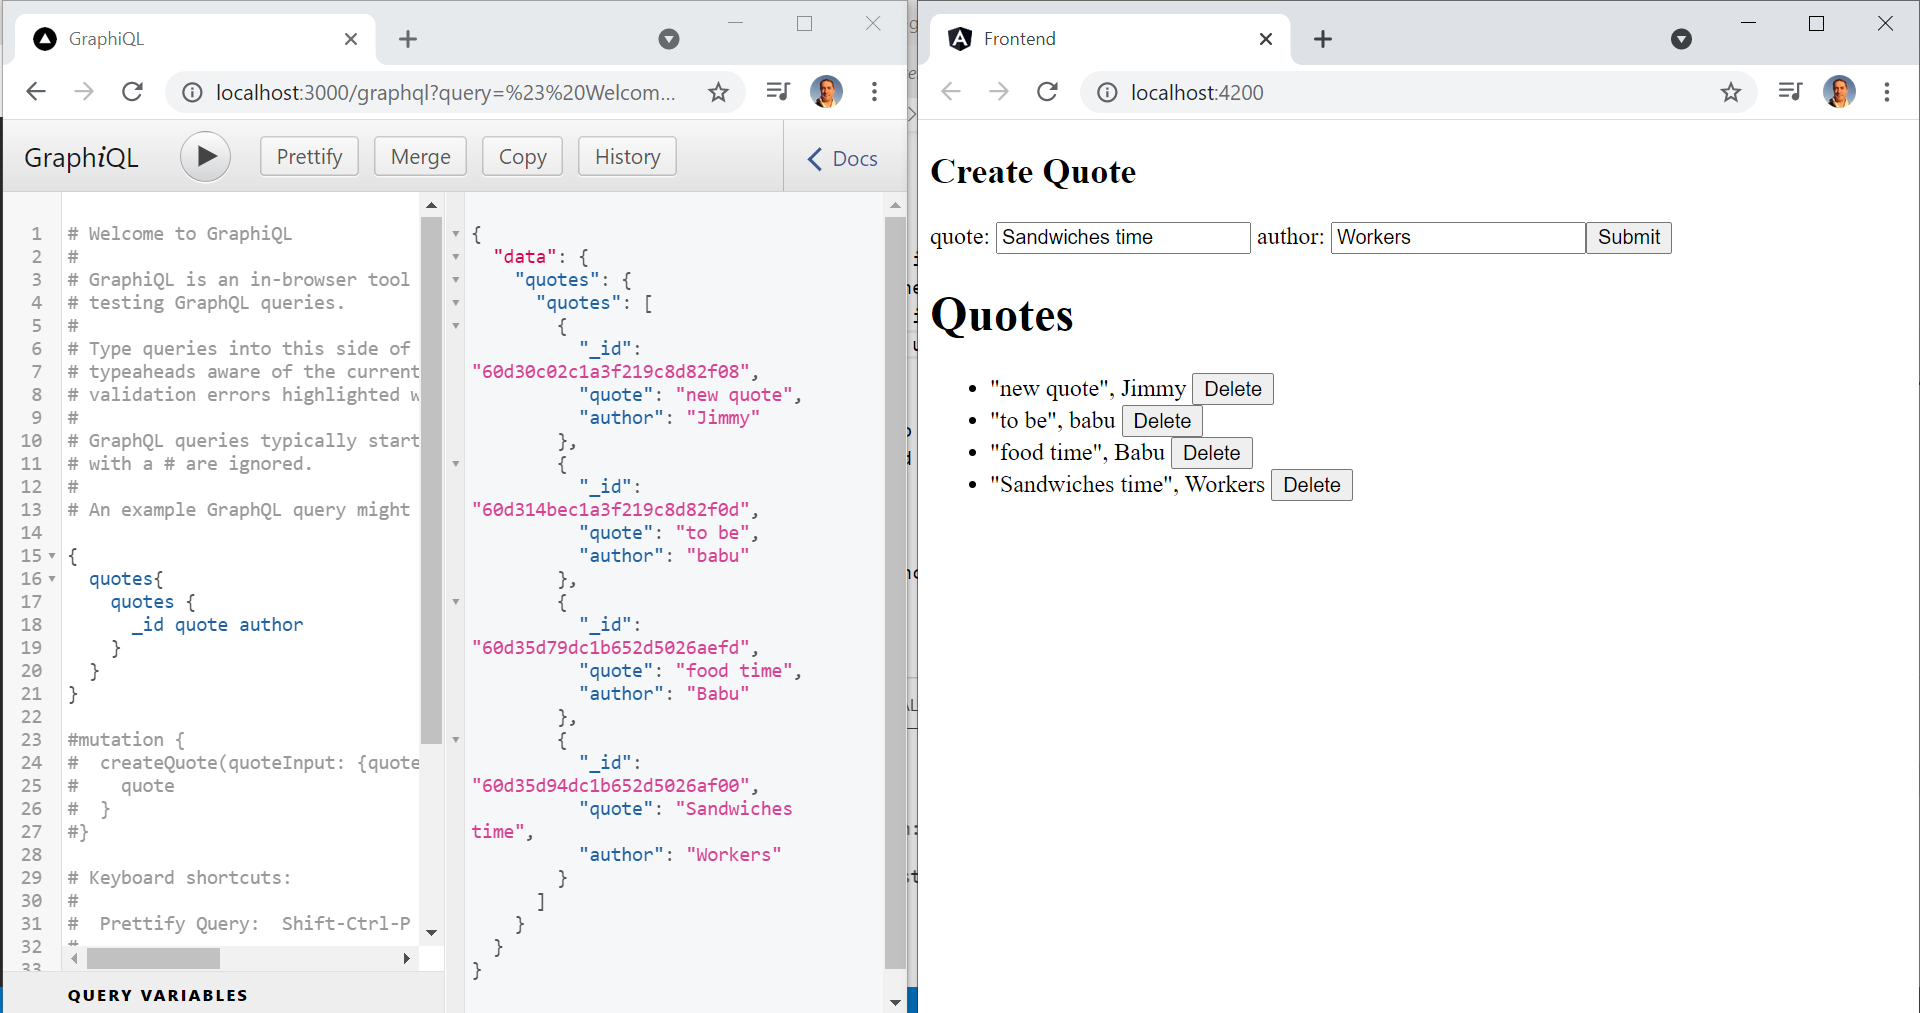 GraphiQL
localhost:3000/graphql?query=%23%20Welcom...
GraphiQL
Prettify
Merge
Copy
History
Docs
1 # Welcome to GraphiQL
2 #
3 # GraphiQL is an in-browser tool
4 # testing GraphQL queries.
5 #
6 # Type queries into this side of
7 # typeaheads aware of the current
8 # validation errors highlighted w
9 #
10 # GraphQL queries typically start
11 # with a # are ignored.
12 #
13 # An example GraphQL query might
14
15 {
16 quotes{
17 quotes {
18 _id quote author
19 }
20 }
21 }
22
23 #mutation {
24 # createQuote(quoteInput: {quote
25 # quote
26 # }
27 #}
28
29 # Keyboard shortcuts:
30 #
31 # Prettify Query: Shift-Ctrl-P
32 #
33
QUERY VARIABLES
{
"data": {
"quotes": {
"quotes": [
{
"_id":
"60d30c02c1a3f219c8d82f08",
"quote": "new quote",
"author": "Jimmy"
},
{
"_id":
"60d314bec1a3f219c8d82f0d",
"quote": "to be",
"author": "babu"
},
{
"_id":
"60d35d79dc1b652d5026aefd",
"quote": "food time",
"author": "Babu"
},
{
"_id":
"60d35d94dc1b652d5026af00",
"quote": "Sandwiches
time",
"author": "Workers"
}
]
}
}
}
Frontend
localhost:4200
Create Quote
quote: Sandwiches time author: Workers Submit
Quotes
• "new quote", Jimmy Delete
• "to be", babu Delete
• "food time", Babu Delete
• "Sandwiches time", Workers Delete